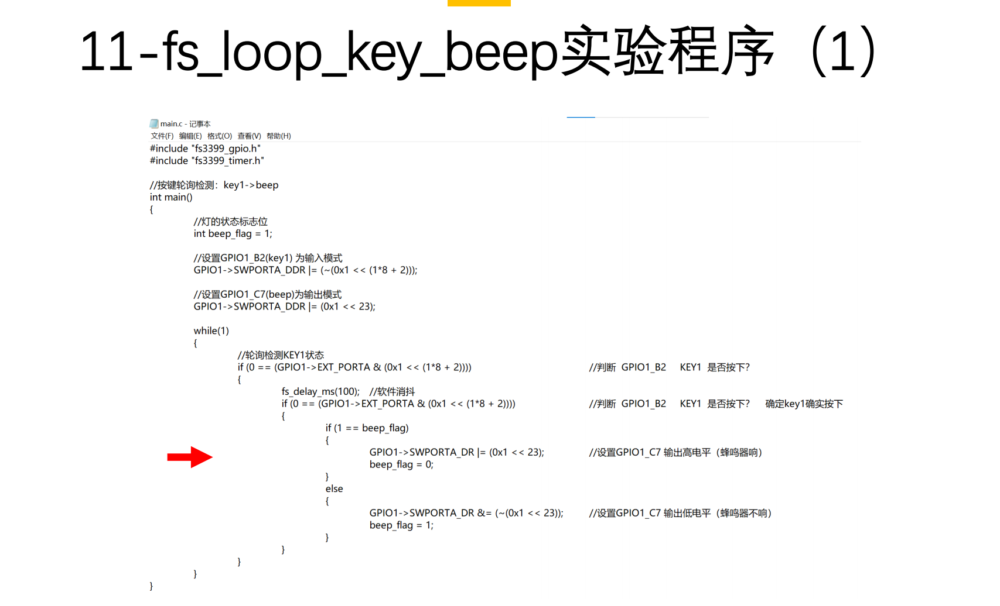 11-fs_loop_key_beep实验程序（1）
main.c - 记事本
文件(F) 编辑(E) 格式(O) 查看(V) 帮助(H)
#include "fs3399_gpio.h"
#include "fs3399_timer.h"
//按键轮询检测：key1->beep
int main()
{
//灯的状态标志位
int beep_flag = 1;
//设置GPIO1_B2(key1) 为输入模式
GPIO1->SWPORTA_DDR |= (~(0x1 << (1*8 + 2)));
//设置GPIO1_C7(beep)为输出模式
GPIO1->SWPORTA_DDR |= (0x1 << 23);
while(1)
{
//轮询检测KEY1状态
if (0 == (GPIO1->EXT_PORTA & (0x1 << (1*8 + 2)))) //判断 GPIO1_B2 KEY1 是否按下?
{
fs_delay_ms(100); //软件消抖
if (0 == (GPIO1->EXT_PORTA & (0x1 << (1*8 + 2)))) //判断 GPIO1_B2 KEY1 是否按下? 确定key1确实按下
{
if (1 == beep_flag)
{
GPIO1->SWPORTA_DR |= (0x1 << 23); //设置GPIO1_C7 输出高电平（蜂鸣器响）
beep_flag = 0;
}
else
{
GPIO1->SWPORTA_DR &= (~(0x1 << 23)); //设置GPIO1_C7 输出低电平（蜂鸣器不响）
beep_flag = 1;
}
}
}
}
}